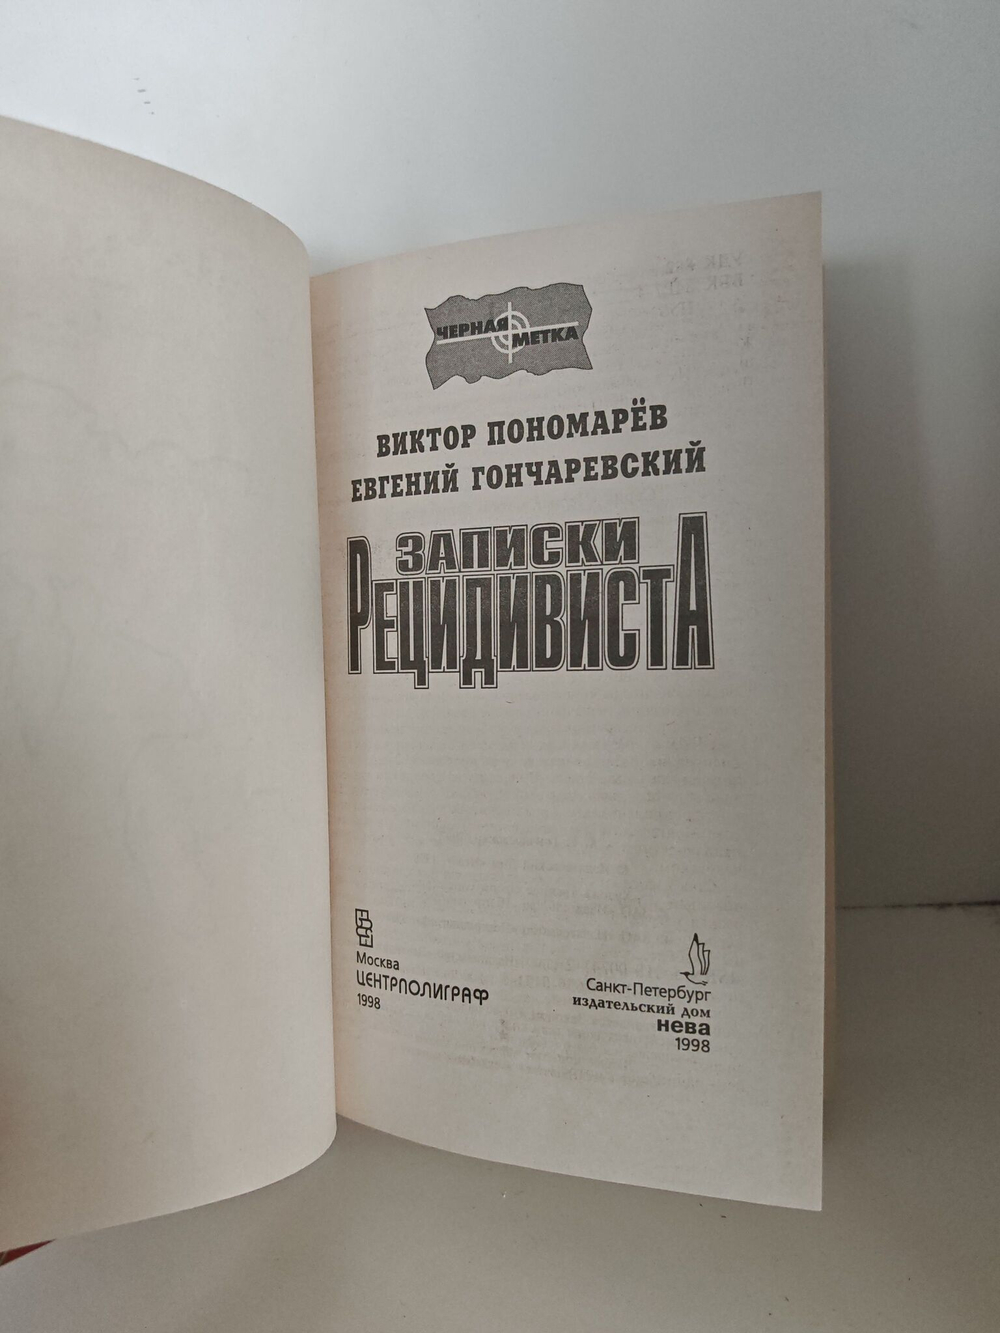 ЧЕРНАЯ
МЕТКА
ВИКТОР ПОНОМАРЁВ
ЕВГЕНИЙ ГОНЧАРЕВСКИЙ
ЗАПИСКИ
РЕЦИДИВИСТА
Москва
ЦЕНТРПОЛИГРАФ
1998
Санкт-Петербург
издательский дом
нева
1998